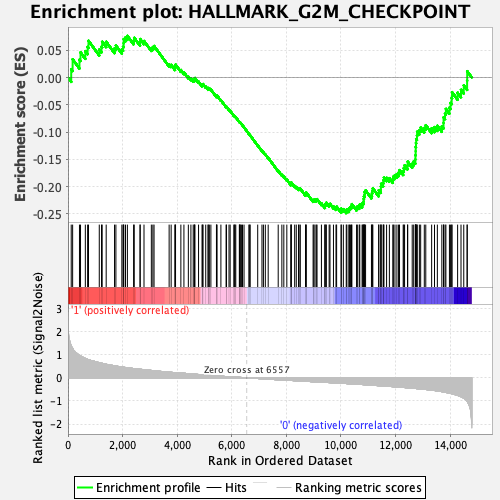 Enrichment plot: HALLMARK_G2M_CHECKPOINT
Enrichment score (ES)
0.05
0.00
-0.05
-0.10
-0.15
-0.20
-0.25
'1' (positively correlated)
Ranked list metric (Signal2Noise)
3
2
1
0
-1
-2
Zero cross at 6557
'0' (negatively correlated)
0 2,000 4,000 6,000 8,000 10,000 12,000 14,000
Rank in Ordered Dataset
Enrichment profile Hits Ranking metric scores